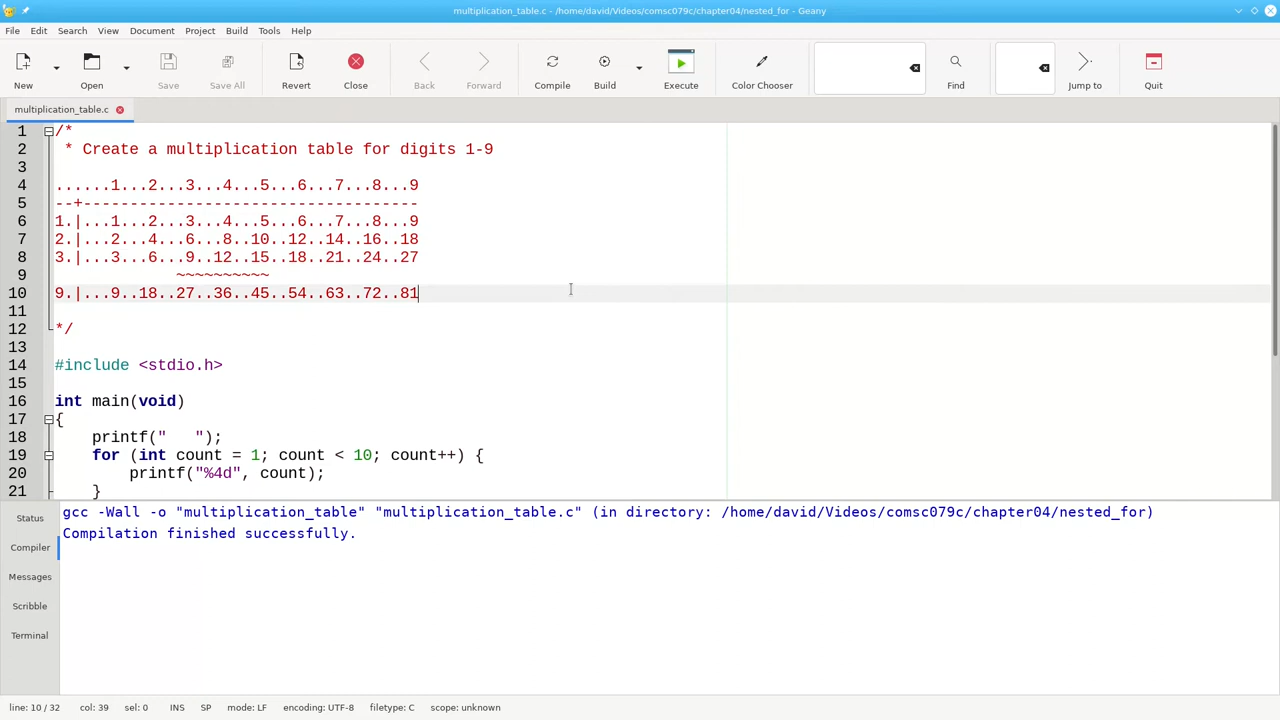 multiplication_table.c - /home/david/Videos/comsc079c/chapter04/nested_for - Geany
File Edit Search View Document Project Build Tools Help
New Open Save Save All Revert Close Back Forward Compile Build Execute Color Chooser Find Jump to Quit
multiplication_table.c
1 /*
2  * Create a multiplication table for digits 1-9
3
4 ......1...2...3...4...5...6...7...8...9
5 --+------------------------------------
6 1.|...1...2...3...4...5...6...7...8...9
7 2.|...2...4...6...8..10..12..14..16..18
8 3.|...3...6...9..12..15..18..21..24..27
9              ~~~~~~~~~~
10 9.|...9..18..27..36..45..54..63..72..81
11
12 */
13
14 #include <stdio.h>
15
16 int main(void)
17 {
18     printf("   ");
19     for (int count = 1; count < 10; count++) {
20         printf("%4d", count);
21     }
Status
Compiler
Messages
Scribble
Terminal
gcc -Wall -o "multiplication_table" "multiplication_table.c" (in directory: /home/david/Videos/comsc079c/chapter04/nested_for)
Compilation finished successfully.
line: 10 / 32 col: 39 sel: 0 INS SP mode: LF encoding: UTF-8 filetype: C scope: unknown